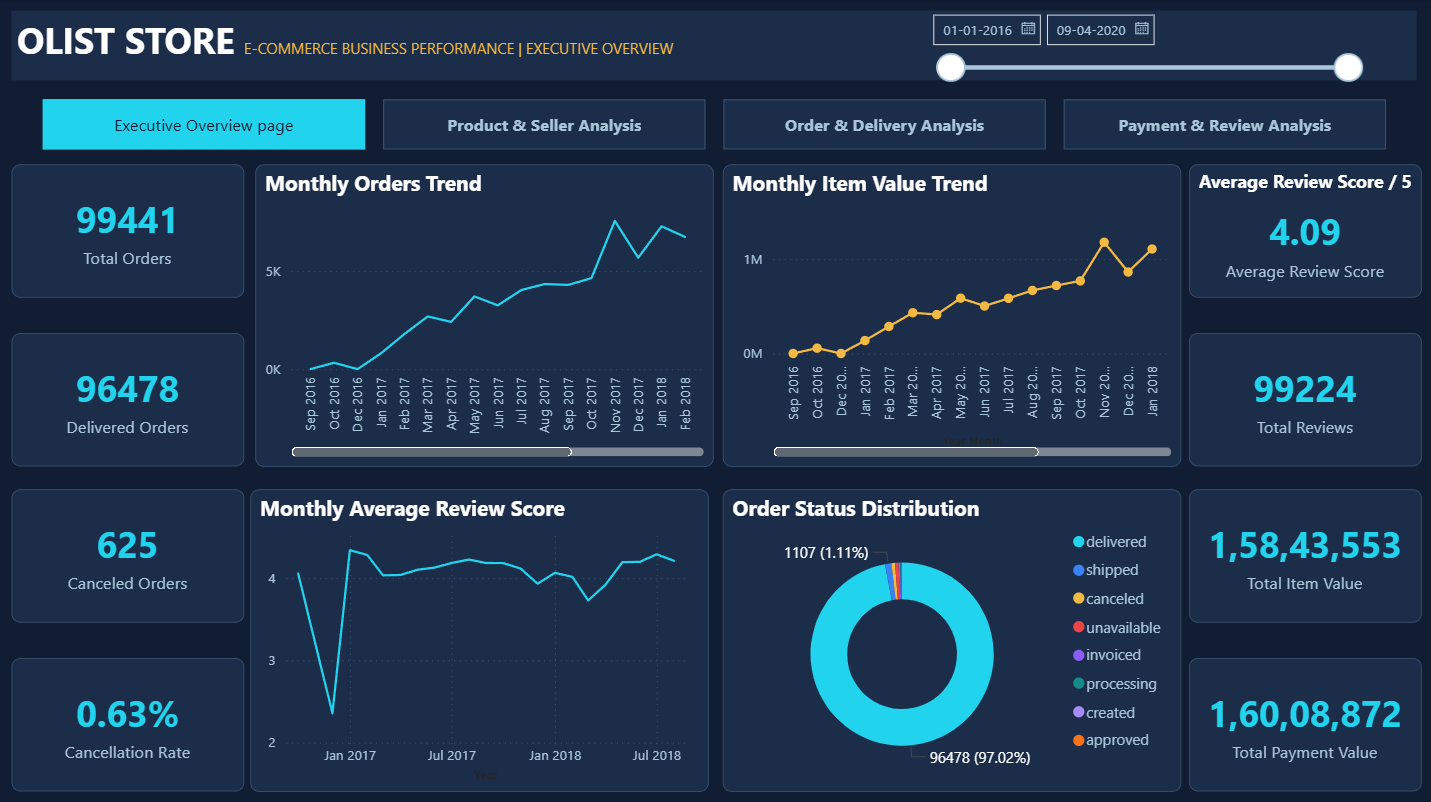 OLIST STORE E-COMMERCE BUSINESS PERFORMANCE | EXECUTIVE OVERVIEW
01-01-2016
09-04-2020
Executive Overview page
Product & Seller Analysis
Order & Delivery Analysis
Payment & Review Analysis
99441
Total Orders
96478
Delivered Orders
625
Canceled Orders
0.63%
Cancellation Rate
Monthly Orders Trend
5K
0K
Sep 2016
Oct 2016
Dec 2016
Jan 2017
Feb 2017
Mar 2017
Apr 2017
May 2017
Jun 2017
Jul 2017
Aug 2017
Sep 2017
Oct 2017
Nov 2017
Dec 2017
Jan 2018
Feb 2018
Monthly Item Value Trend
1M
0M
Sep 2016
Oct 2016
Dec 20...
Jan 2017
Feb 2017
Mar 20...
Apr 2017
May 20...
Jun 2017
Jul 2017
Aug 20...
Sep 2017
Oct 2017
Nov 20...
Dec 20...
Jan 2018
Year Month
Average Review Score / 5
4.09
Average Review Score
99224
Total Reviews
1,58,43,553
Total Item Value
1,60,08,872
Total Payment Value
Monthly Average Review Score
4
3
2
Jan 2017
Jul 2017
Jan 2018
Jul 2018
Year
Order Status Distribution
1107 (1.11%)
96478 (97.02%)
delivered
shipped
canceled
unavailable
invoiced
processing
created
approved